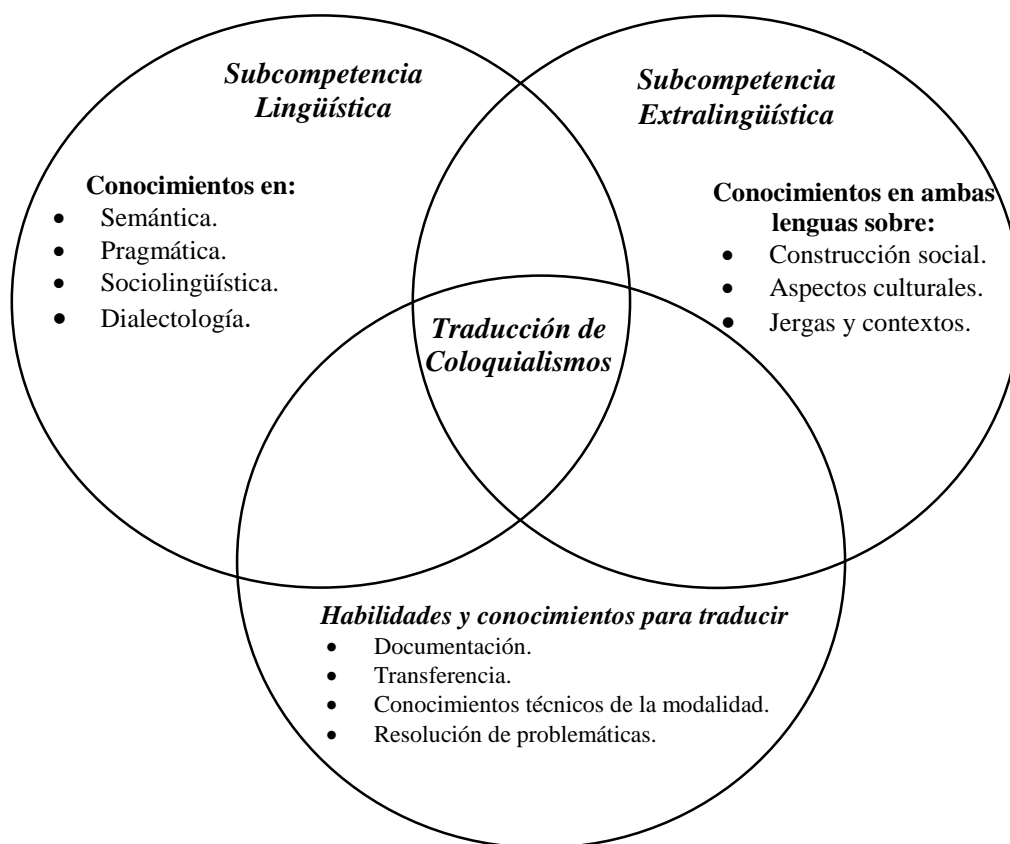 Subcompetencia
Lingüística
Conocimientos en:
• Semántica.
• Pragmática.
• Sociolingüística.
• Dialectología.
Subcompetencia
Extralingüística
Conocimientos en ambas
lenguas sobre:
• Construcción social.
• Aspectos culturales.
• Jergas y contextos.
Traducción de
Coloquialismos
Habilidades y conocimientos para traducir
• Documentación.
• Transferencia.
• Conocimientos técnicos de la modalidad.
• Resolución de problemáticas.